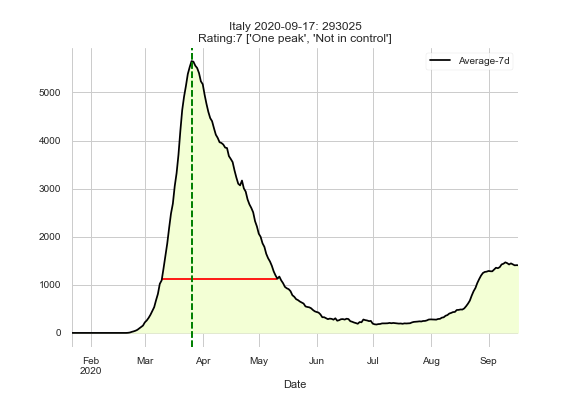 Italy 2020-09-17: 293025
Rating:7 ['One peak', 'Not in control']
Average-7d
5000
4000
3000
2000
1000
0
Feb Mar Apr May Jun Jul Aug Sep
2020
Date